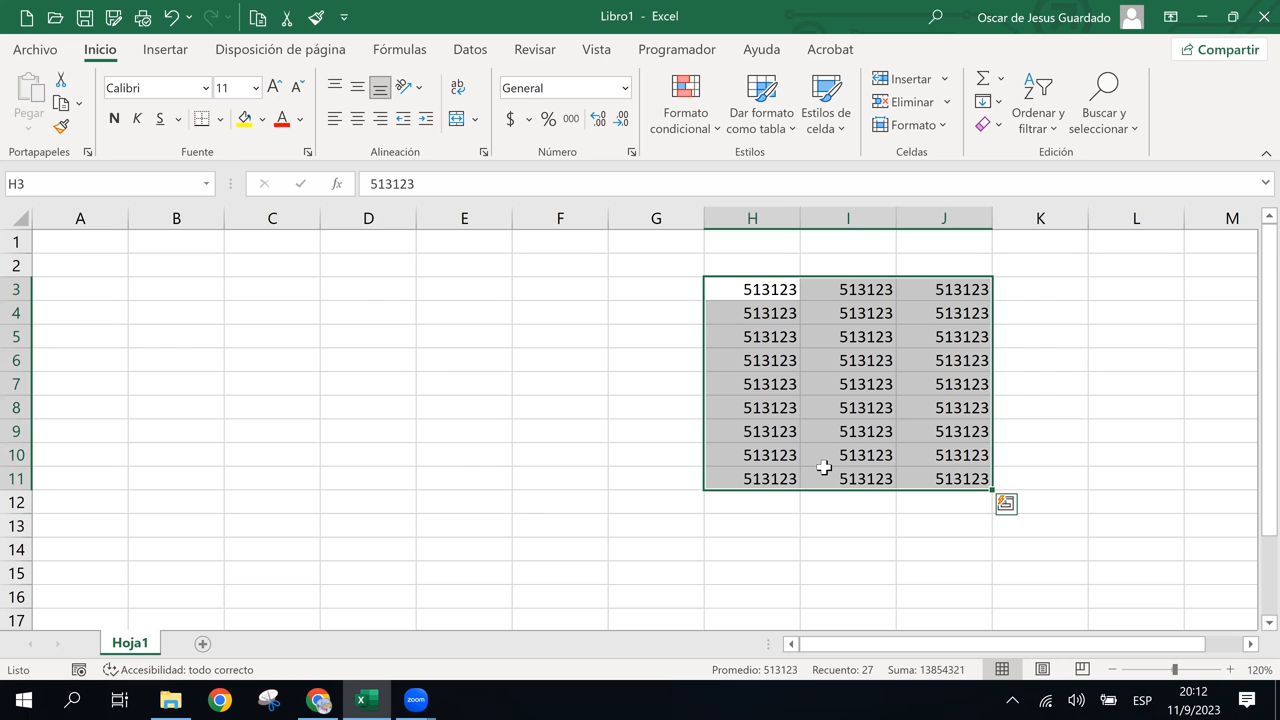 Libro1 - Excel
Oscar de Jesus Guardado
Archivo Inicio Insertar Disposición de página Fórmulas Datos Revisar Vista Programador Ayuda Acrobat Compartir
Pegar
Portapapeles
Calibri 11
N K S A
Fuente
ab
Alineación
General
$ % 000
Número
Formato condicional
Dar formato como tabla
Estilos de celda
Estilos
Insertar
Eliminar
Formato
Celdas
Ordenar y filtrar
Buscar y seleccionar
Edición
H3 fx 513123
A B C D E F G H I J K L M
1
2
3 513123 513123 513123
4 513123 513123 513123
5 513123 513123 513123
6 513123 513123 513123
7 513123 513123 513123
8 513123 513123 513123
9 513123 513123 513123
10 513123 513123 513123
11 513123 513123 513123
12
13
14
15
16
17
Hoja1
Listo Accesibilidad: todo correcto Promedio: 513123 Recuento: 27 Suma: 13854321 120%
zoom ESP 20:12
11/9/2023